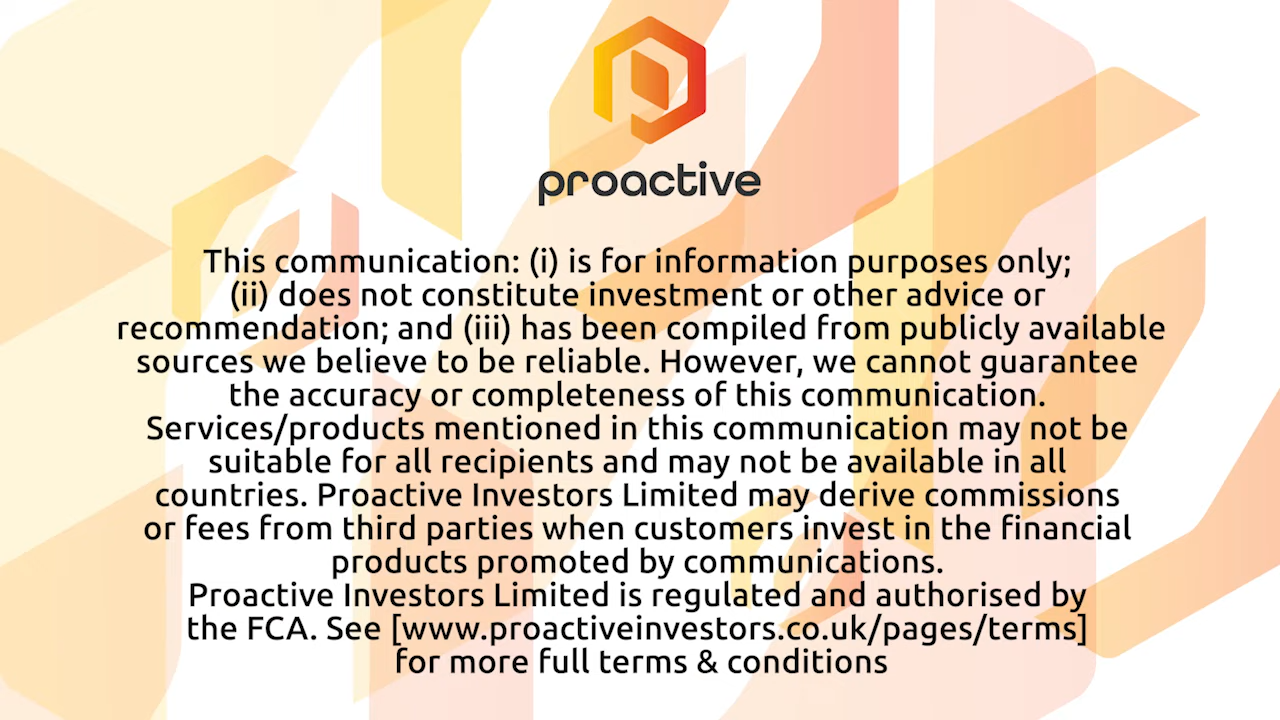 proactive
This communication: (i) is for information purposes only;
(ii) does not constitute investment or other advice or
recommendation; and (iii) has been compiled from publicly available
sources we believe to be reliable. However, we cannot guarantee
the accuracy or completeness of this communication.
Services/products mentioned in this communication may not be
suitable for all recipients and may not be available in all
countries. Proactive Investors Limited may derive commissions
or fees from third parties when customers invest in the financial
products promoted by communications.
Proactive Investors Limited is regulated and authorised by
the FCA. See [www.proactiveinvestors.co.uk/pages/terms]
for more full terms & conditions